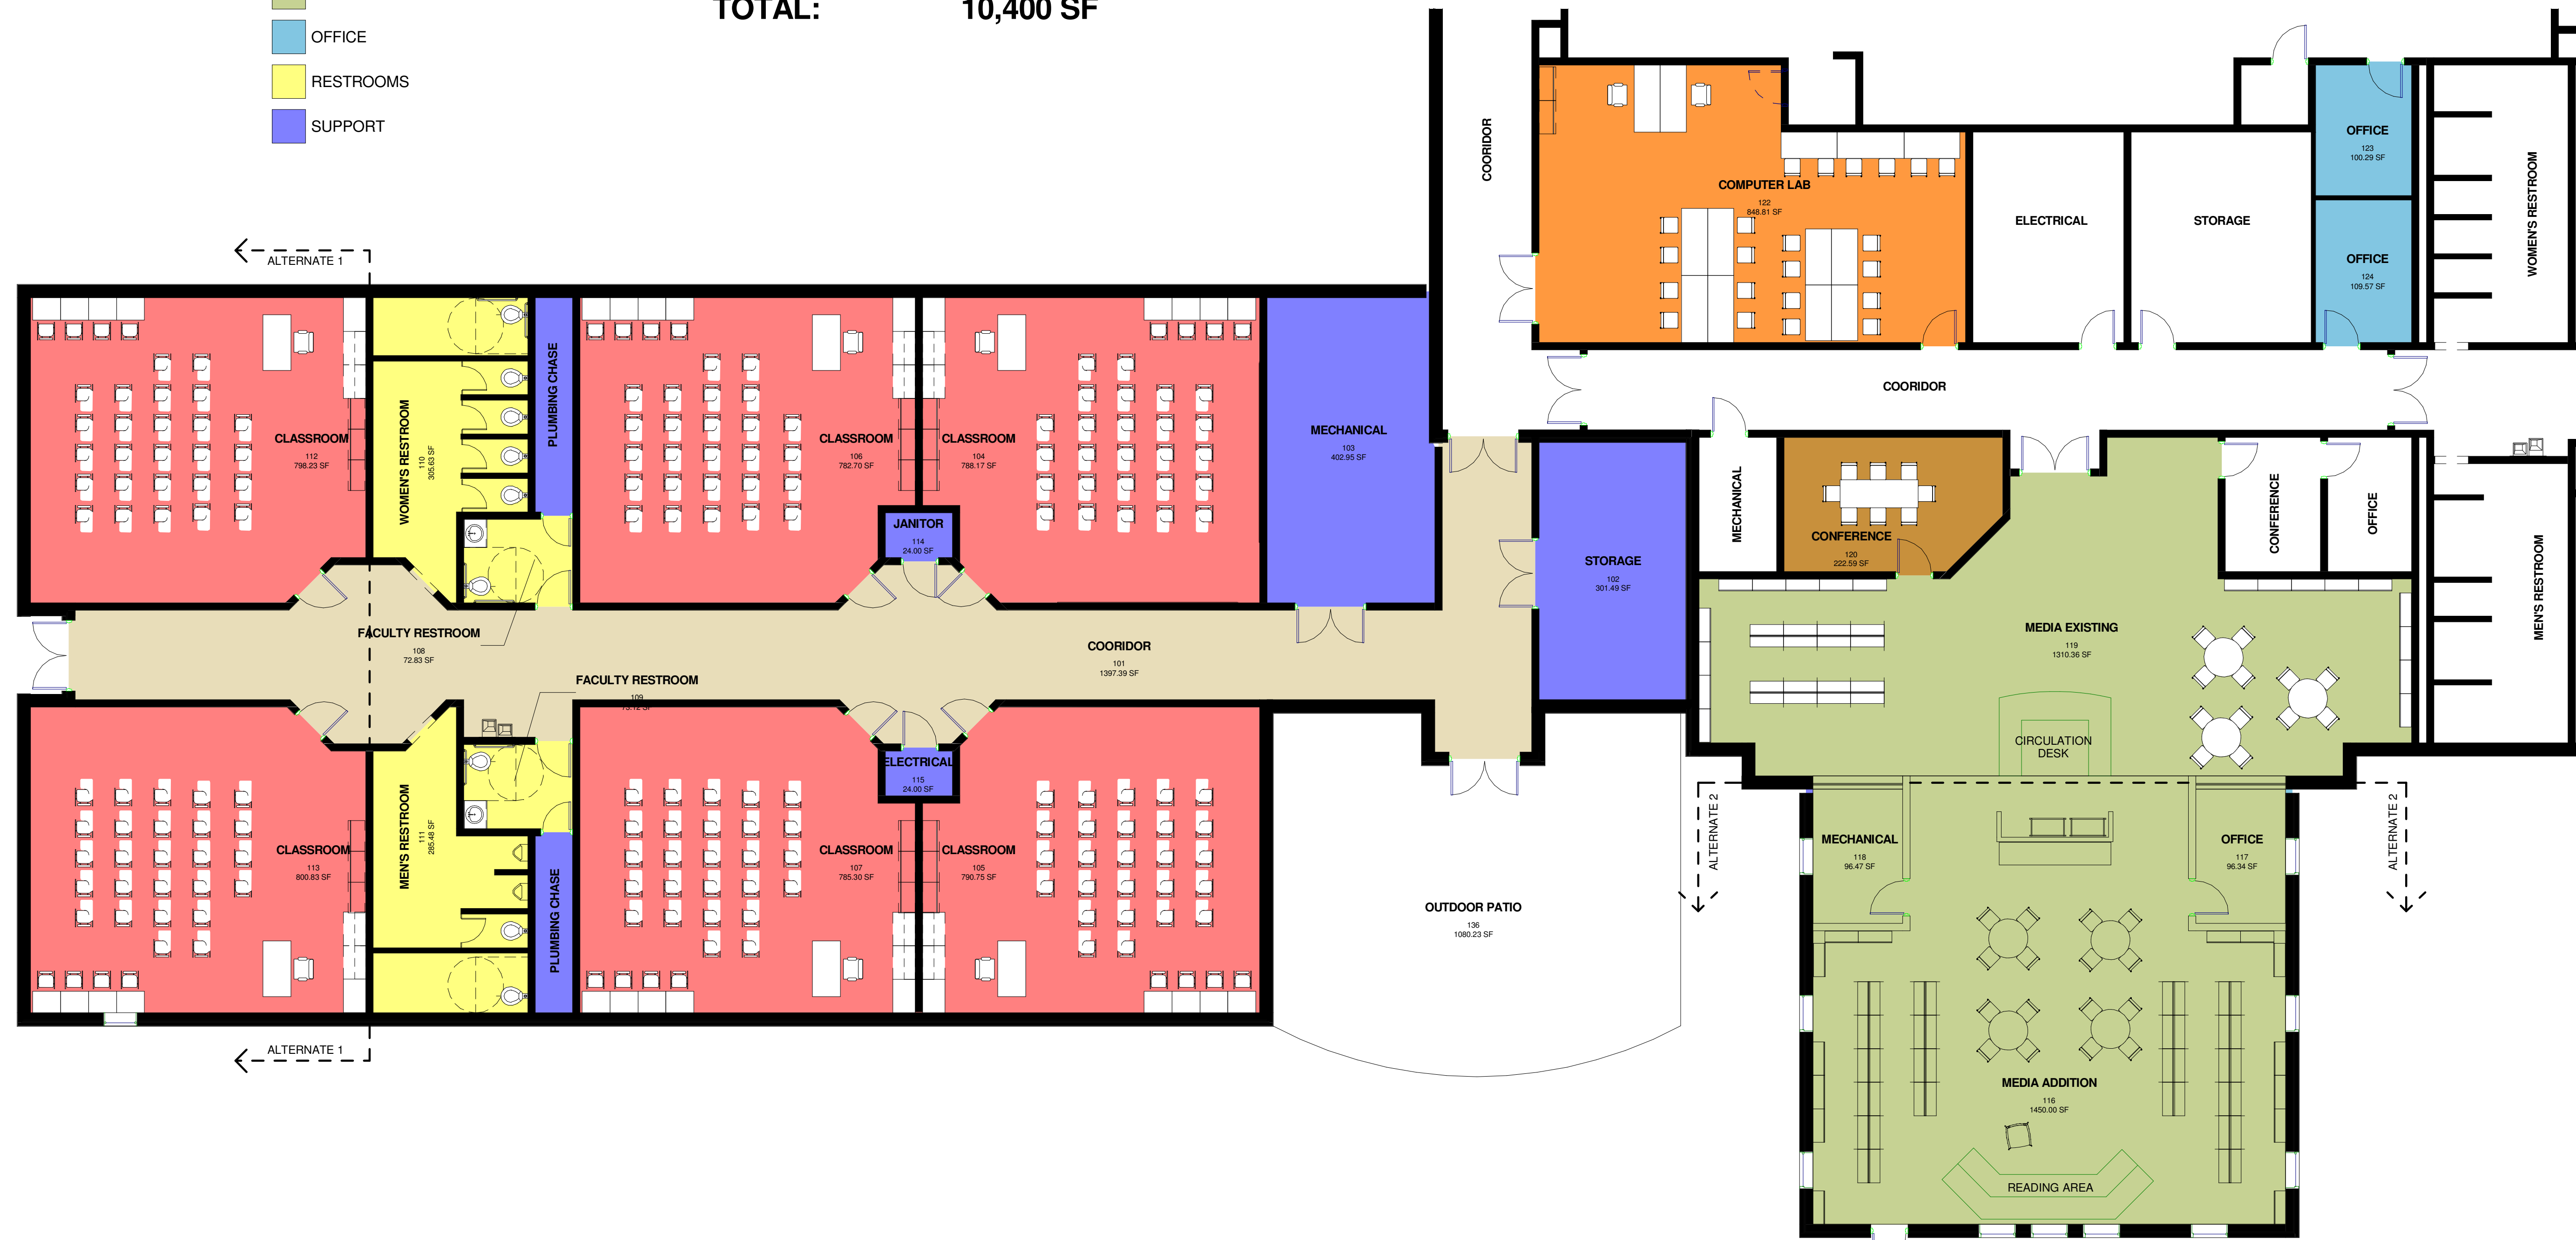 TOTAL: 10,400 SF
OFFICE
RESTROOMS
SUPPORT
COORIDOR
COMPUTER LAB
122
848.81 SF
ELECTRICAL
STORAGE
OFFICE
123
100.29 SF
OFFICE
124
109.57 SF
WOMEN'S RESTROOM
COORIDOR
ALTERNATE 1
CLASSROOM
112
798.23 SF
WOMEN'S RESTROOM
110
305.63 SF
PLUMBING CHASE
CLASSROOM
106
782.70 SF
CLASSROOM
104
788.17 SF
JANITOR
114
24.00 SF
MECHANICAL
103
402.95 SF
STORAGE
102
301.49 SF
MECHANICAL
CONFERENCE
120
222.59 SF
CONFERENCE
OFFICE
MEN'S RESTROOM
FACULTY RESTROOM
108
72.83 SF
FACULTY RESTROOM
109
73.12 SF
COORIDOR
101
1397.39 SF
MEDIA EXISTING
119
1310.36 SF
CIRCULATION
DESK
CLASSROOM
113
800.83 SF
MEN'S RESTROOM
111
285.48 SF
PLUMBING CHASE
CLASSROOM
107
785.30 SF
ELECTRICAL
115
24.00 SF
CLASSROOM
105
790.75 SF
OUTDOOR PATIO
136
1080.23 SF
ALTERNATE 2
MECHANICAL
118
96.47 SF
OFFICE
117
96.34 SF
ALTERNATE 2
ALTERNATE 1
MEDIA ADDITION
116
1450.00 SF
READING AREA